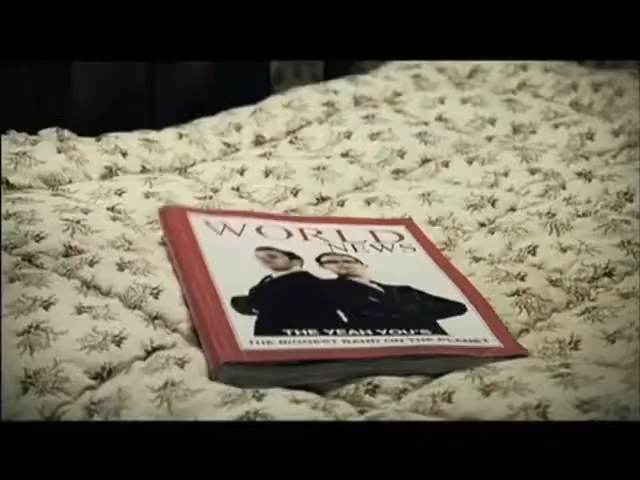 WORLD
NEWS
THE YEAH YOU'S
THE BIGGEST BAND ON THE PLANET